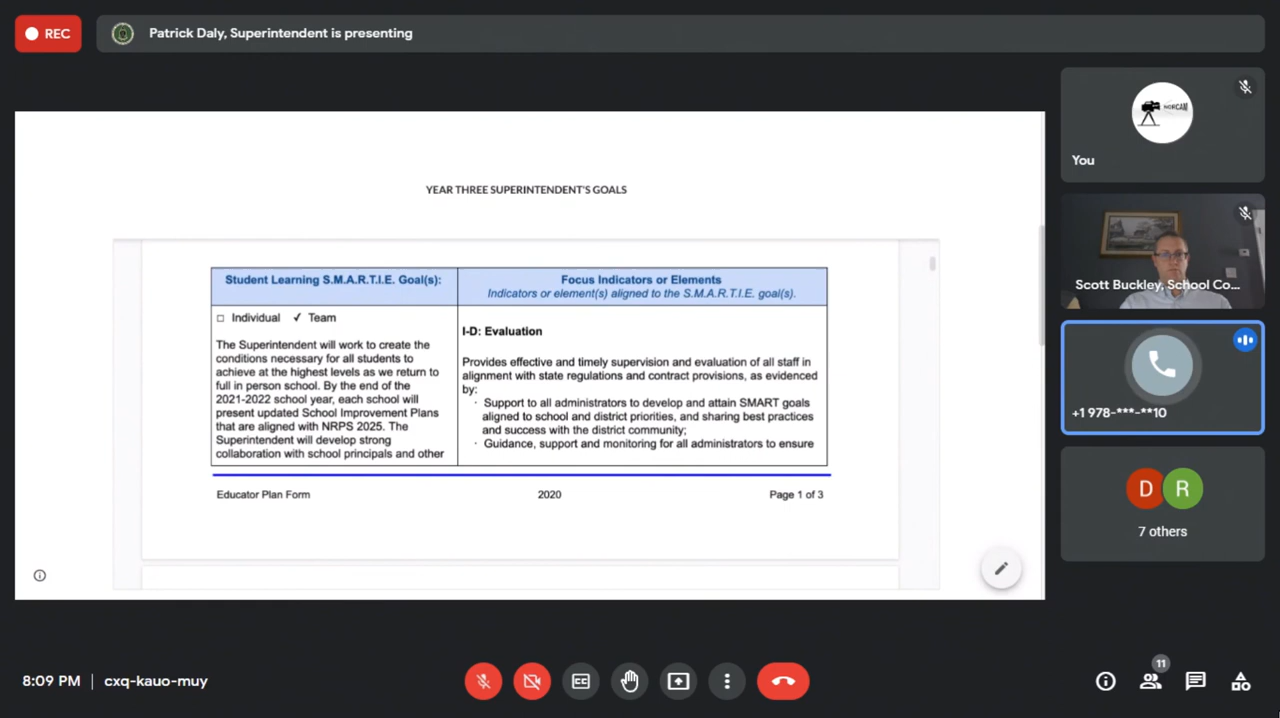 REC
Patrick Daly, Superintendent is presenting
NORCAM
You
Scott Buckley, School Co...
+1 978-***-**10
D R
7 others
YEAR THREE SUPERINTENDENT'S GOALS
Student Learning S.M.A.R.T.I.E. Goal(s):
Focus Indicators or Elements
Indicators or element(s) aligned to the S.M.A.R.T.I.E. goal(s).
□ Individual ✓ Team
The Superintendent will work to create the
conditions necessary for all students to
achieve at the highest levels as we return to
full in person school. By the end of the
2021-2022 school year, each school will
present updated School Improvement Plans
that are aligned with NRPS 2025. The
Superintendent will develop strong
collaboration with school principals and other
I-D: Evaluation
Provides effective and timely supervision and evaluation of all staff in
alignment with state regulations and contract provisions, as evidenced
by:
· Support to all administrators to develop and attain SMART goals
aligned to school and district priorities, and sharing best practices
and success with the district community;
· Guidance, support and monitoring for all administrators to ensure
Educator Plan Form 2020 Page 1 of 3
8:09 PM | cxq-kauo-muy
CC
11